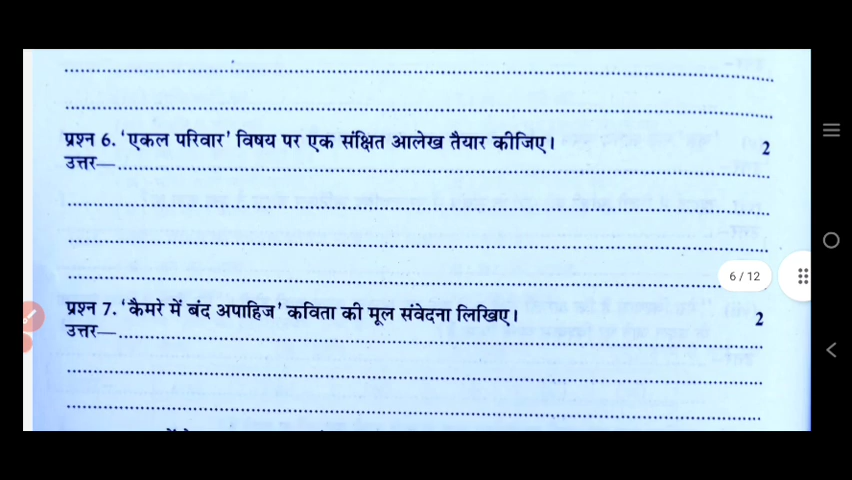 प्रश्न 6. 'एकल परिवार' विषय पर एक संक्षित आलेख तैयार कीजिए। 2
उत्तर—
6 / 12
प्रश्न 7. 'कैमरे में बंद अपाहिज' कविता की मूल संवेदना लिखिए। 2
उत्तर—